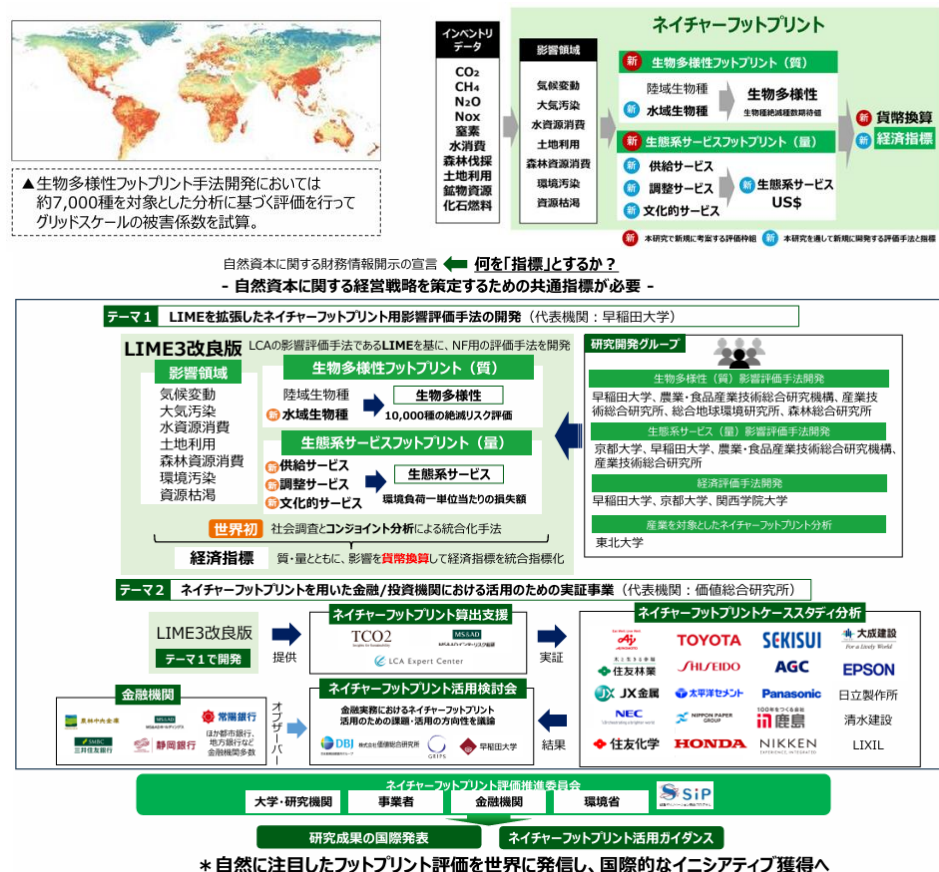 ▲生物多様性フットプリント手法開発においては
約7,000種を対象とした分析に基づく評価を行って
グリッドスケールの被害係数を試算。
ネイチャーフットプリント
インベントリ
データ
CO₂
CH₄
N₂O
Nox
窒素
水消費
森林伐採
土地利用
鉱物資源
化石燃料
影響領域
気候変動
大気汚染
水資源消費
土地利用
森林資源消費
環境汚染
資源枯渇
新 生物多様性フットプリント（質）
陸域生物種
新 水域生物種
生物多様性
生物種絶滅種数期待値
新 生態系サービスフットプリント（量）
新 供給サービス
新 調整サービス
新 文化的サービス
新 生態系サービス
US$
新 貨幣換算
新 経済指標
新 本研究で新規に考案する評価枠組 新 本研究を通して新規に開発する評価手法と指標
自然資本に関する財務情報開示の宣言 何を「指標」とするか？
- 自然資本に関する経営戦略を策定するための共通指標が必要 -
テーマ１ LIMEを拡張したネイチャーフットプリント用影響評価手法の開発（代表機関：早稲田大学）
LIME3改良版 LCAの影響評価手法であるLIMEを基に、NF用の評価手法を開発
影響領域
気候変動
大気汚染
水資源消費
土地利用
森林資源消費
環境汚染
資源枯渇
生物多様性フットプリント（質）
陸域生物種
新 水域生物種
生物多様性
10,000種の絶滅リスク評価
生態系サービスフットプリント（量）
新 供給サービス
新 調整サービス
新 文化的サービス
生態系サービス
環境負荷一単位当たりの損失額
世界初 社会調査とコンジョイント分析による統合化手法
経済指標 質・量とともに、影響を貨幣換算して経済指標を統合指標化
研究開発グループ
生物多様性（質）影響評価手法開発
早稲田大学、農業・食品産業技術総合研究機構、産業技
術総合研究所、総合地球環境研究所、森林総合研究所
生態系サービス（量）影響評価手法開発
京都大学、早稲田大学、農業・食品産業技術総合研究機構、
産業技術総合研究所
経済評価手法開発
早稲田大学、京都大学、関西学院大学
産業を対象としたネイチャーフットプリント分析
東北大学
テーマ２ ネイチャーフットプリントを用いた金融/投資機関における活用のための実証事業（代表機関：価値総合研究所）
LIME3改良版
テーマ1で開発
提供
ネイチャーフットプリント算出支援
TCO2
MS&AD
LCA Expert Center
実証
ネイチャーフットプリントケーススタディ分析
TOYOTA
SEKISUI
大成建設
For a Lively World
住友林業
SHISEIDO
AGC
EPSON
JX金属
太平洋セメント
Panasonic
日立製作所
NEC
NIPPON PAPER
GROUP
100年をつくる会社
鹿島
清水建設
住友化学
HONDA
NIKKEN
LIXIL
金融機関
農林中央金庫
MS&AD
常陽銀行
SMBC
三井住友銀行
静岡銀行
ほか都市銀行、
地方銀行など
金融機関多数
オブザーバー
ネイチャーフットプリント活用検討会
金融実務におけるネイチャーフットプリント
活用のための課題・活用の方向性を議論
DBJ
株式会社価値総合研究所
GRIPS
早稲田大学
結果
ネイチャーフットプリント評価推進委員会
大学・研究機関
事業者
金融機関
環境省
SiP
研究成果の国際発表
ネイチャーフットプリント活用ガイダンス
＊自然に注目したフットプリント評価を世界に発信し、国際的なイニシアティブ獲得へ